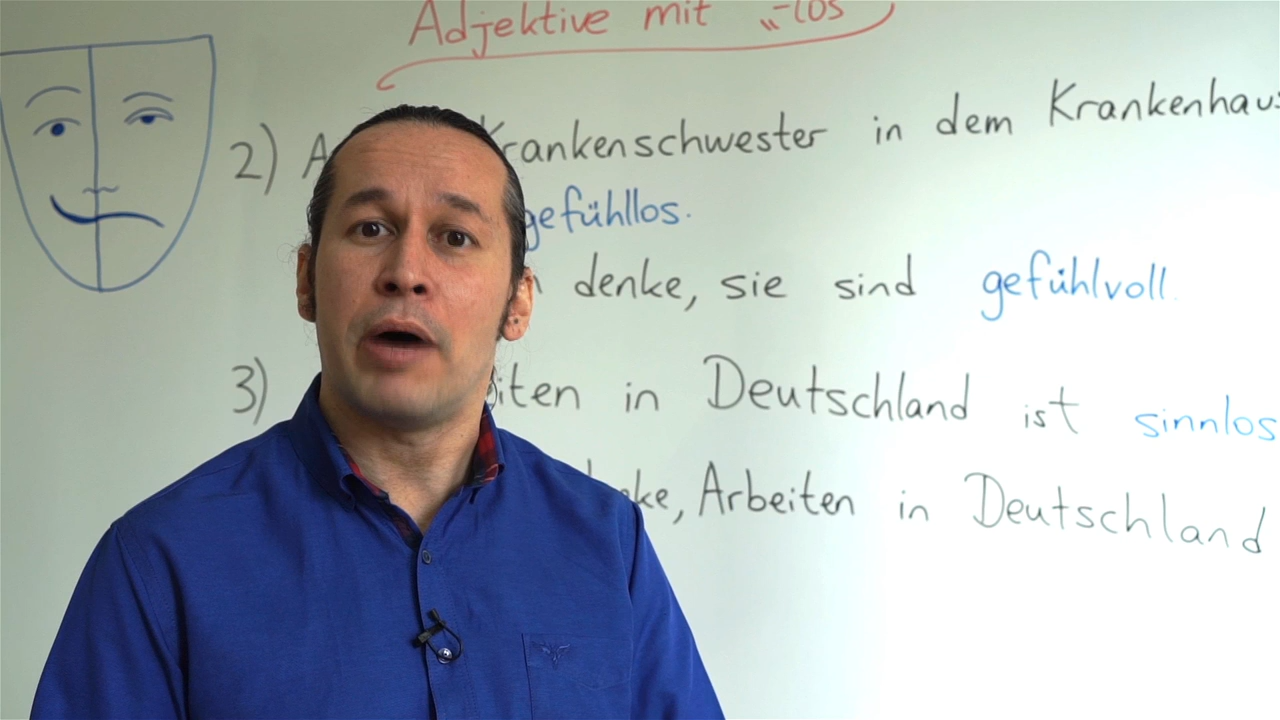 Adjektive mit "-los
2) A Krankenschwester in dem Krankenhaus
gefühllos.
denke, sie sind gefühlvoll.
3) iten in Deutschland ist sinnlos
ke, Arbeiten in Deutschland